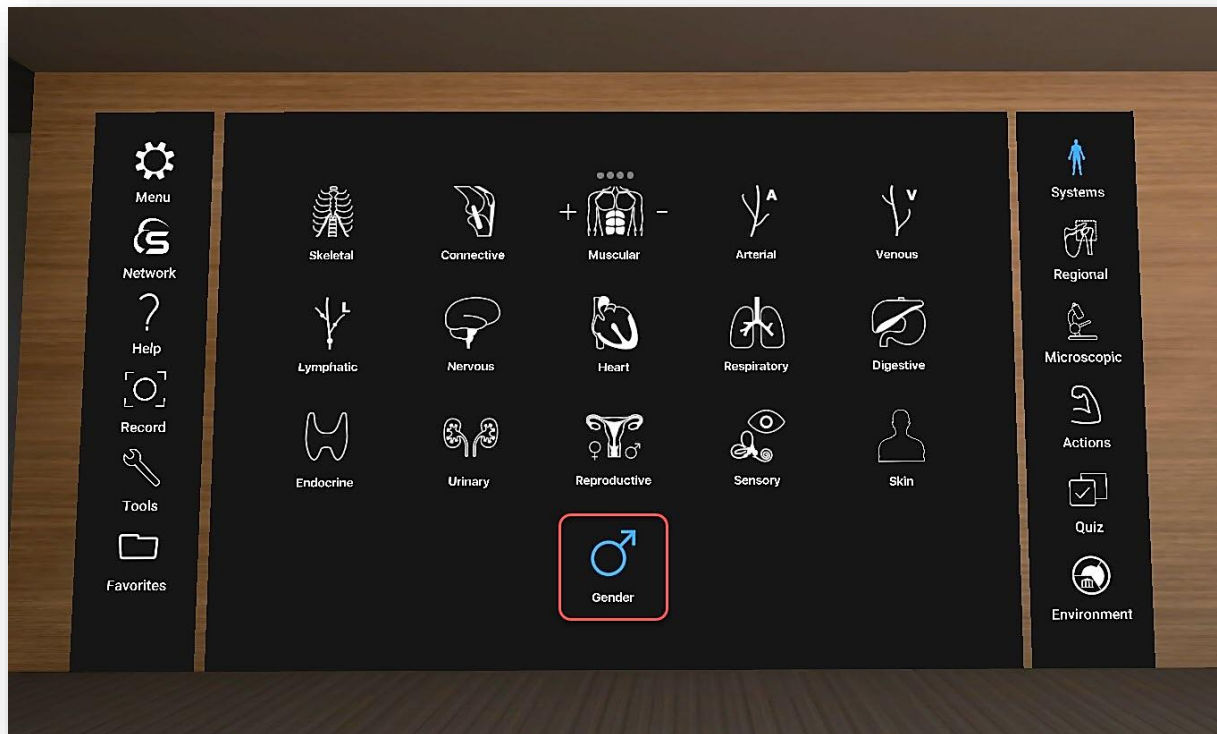 Menu
Network
Help
Record
Tools
Favorites
Skeletal
Connective
+ Muscular -
A
Arterial
V
Venous
L
Lymphatic
Nervous
Heart
Respiratory
Digestive
Endocrine
Urinary
Reproductive
Sensory
Skin
Gender
Systems
Regional
Microscopic
Actions
Quiz
Environment